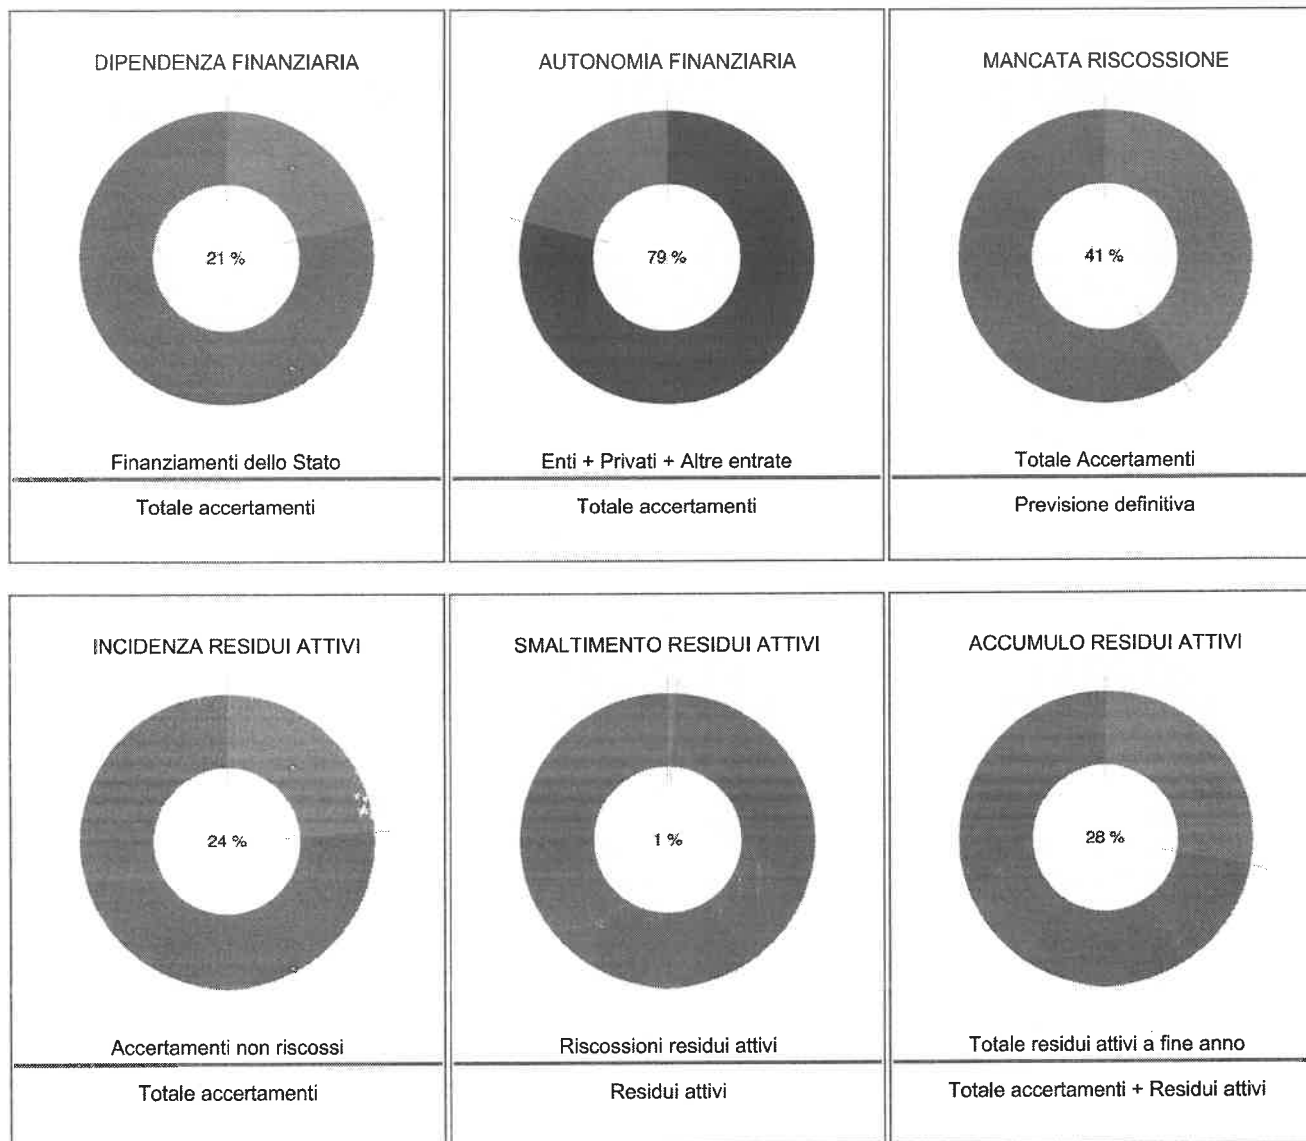 DIPENDENZA FINANZIARIA
21 %
Finanziamenti dello Stato
Totale accertamenti
AUTONOMIA FINANZIARIA
79 %
Enti + Privati + Altre entrate
Totale accertamenti
MANCATA RISCOSSIONE
41 %
Totale Accertamenti
Previsione definitiva
INCIDENZA RESIDUI ATTIVI
24 %
Accertamenti non riscossi
Totale accertamenti
SMALTIMENTO RESIDUI ATTIVI
1 %
Riscossioni residui attivi
Residui attivi
ACCUMULO RESIDUI ATTIVI
28 %
Totale residui attivi a fine anno
Totale accertamenti + Residui attivi